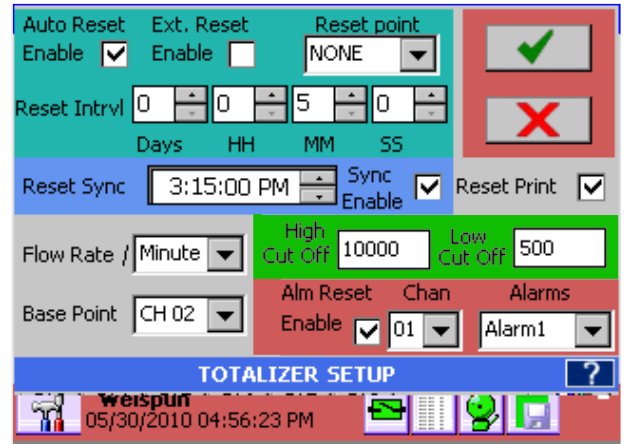 Auto Reset Ext. Reset Reset point
Enable Enable NONE
Reset Intrvl 0 0 5 0
Days HH MM SS
Reset Sync 3:15:00 PM Sync Enable Reset Print
Flow Rate / Minute High Cut Off 10000 Low Cut Off 500
Base Point CH 02 Alm Reset Enable Chan 01 Alarms Alarm1
TOTALIZER SETUP ?
Weispun
05/30/2010 04:56:23 PM